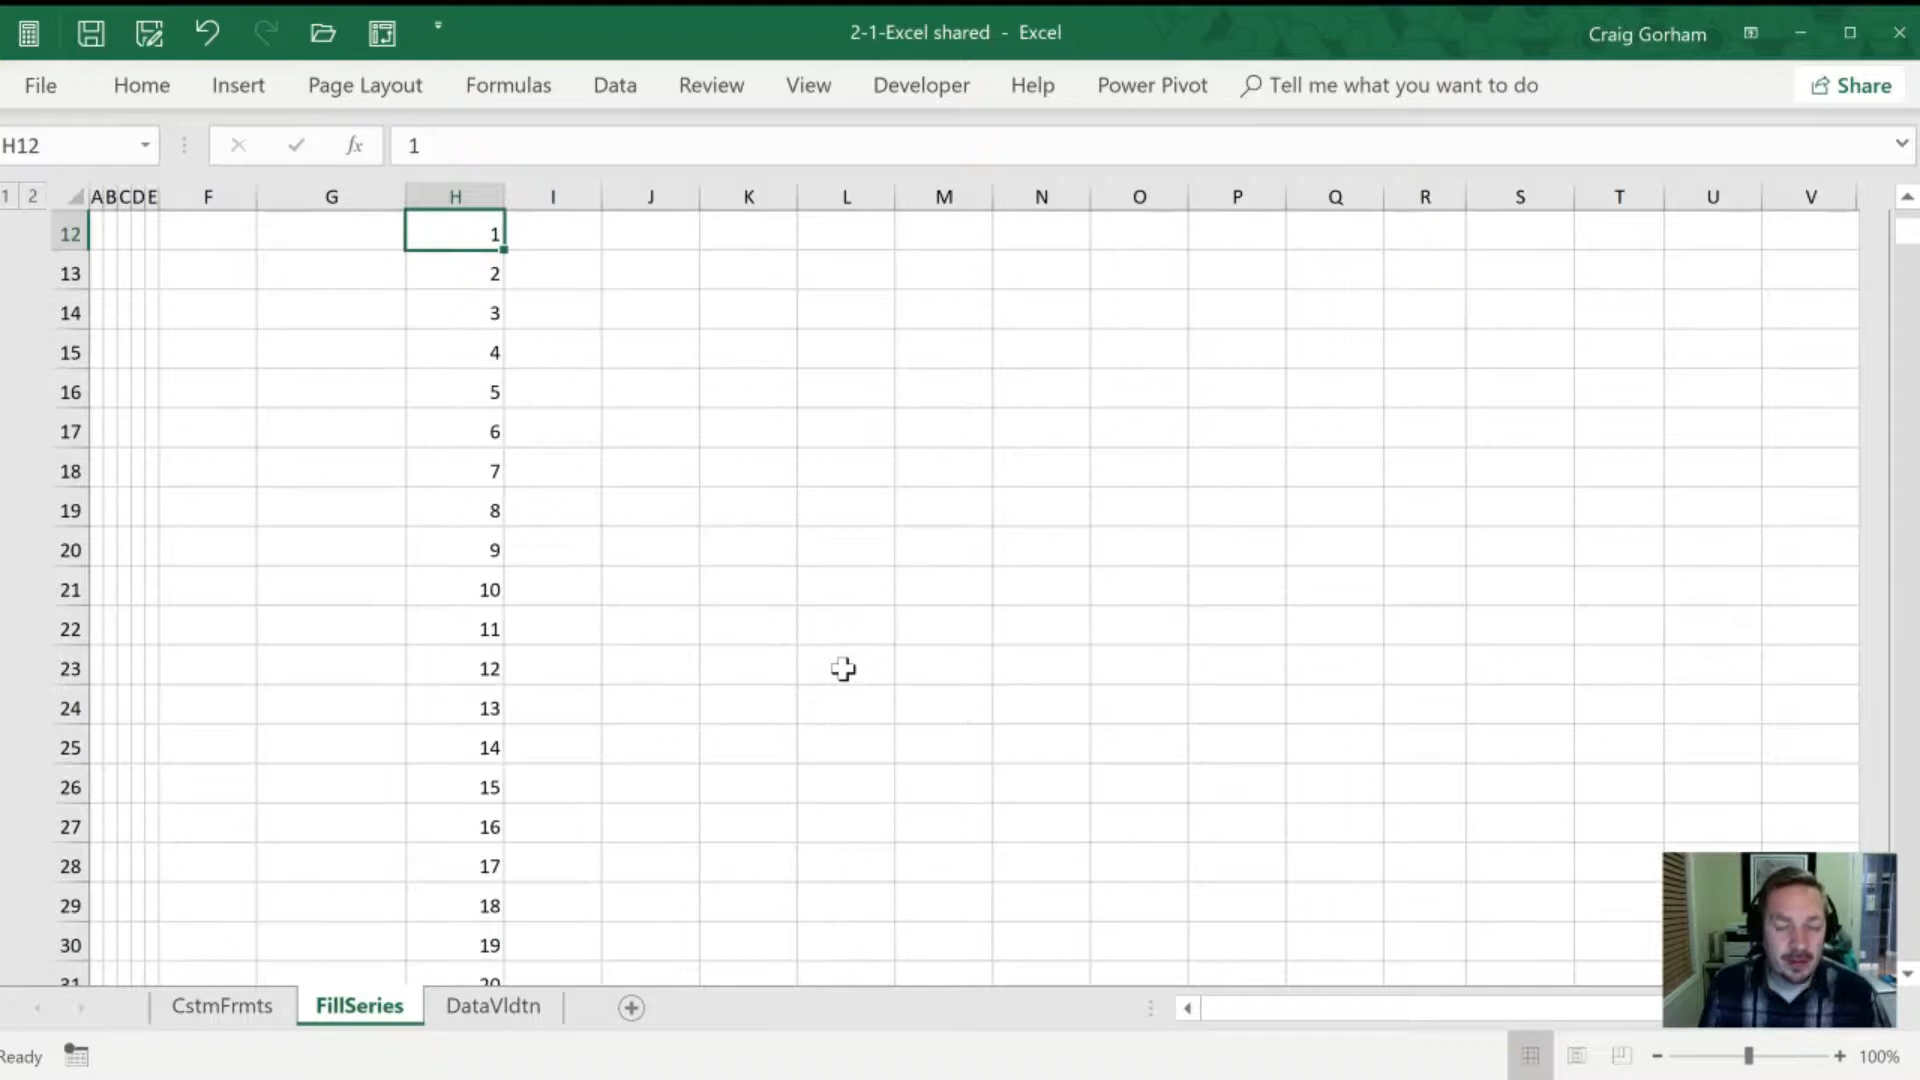 2-1-Excel shared - Excel
Craig Gorham
File Home Insert Page Layout Formulas Data Review View Developer Help Power Pivot Tell me what you want to do Share
H12 fx 1
1 2 A B C D E F G H I J K L M N O P Q R S T U V
12 1
13 2
14 3
15 4
16 5
17 6
18 7
19 8
20 9
21 10
22 11
23 12
24 13
25 14
26 15
27 16
28 17
29 18
30 19
31 20
CstmFrmts FillSeries DataVldtn
Ready 100%